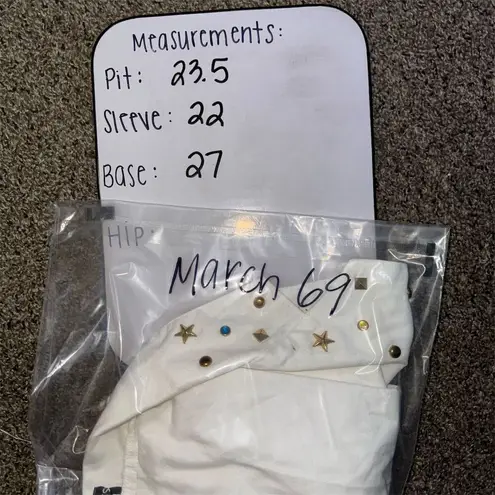 Measurements:
Pit: 23.5
Sleeve: 22
Base: 27
HIP:
March 69